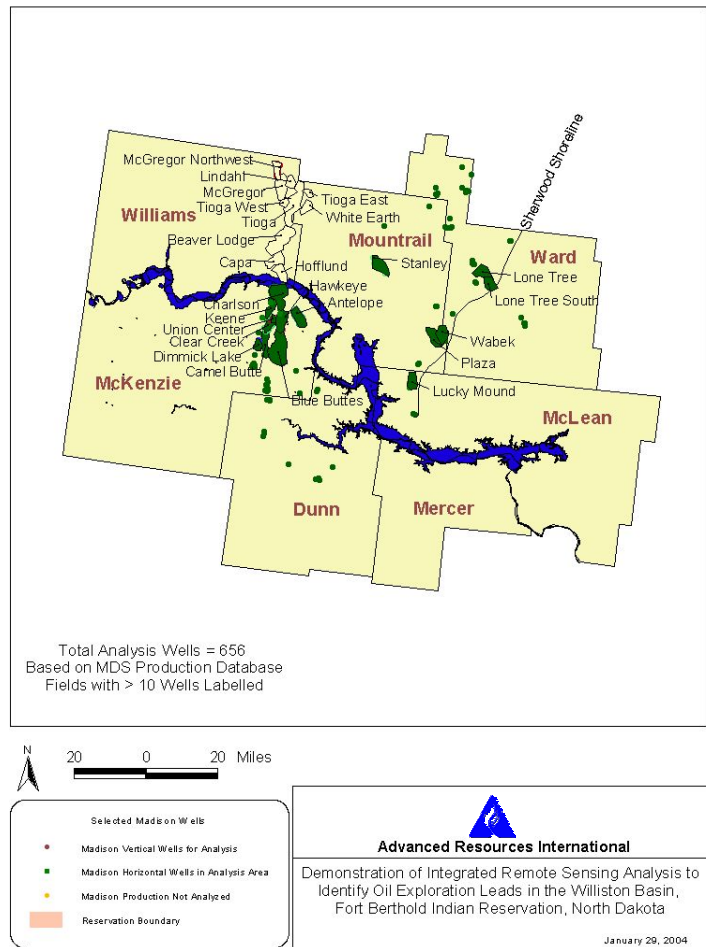 McGregor Northwest
Lindahl
McGregor
Tioga West
Tioga
Tioga East
White Earth
Williams
Beaver Lodge
Mountrail
Sherwood Shoreline
Ward
Capa
Hofflund
Stanley
Lone Tree
Hawkeye
Lone Tree South
Charlson
Antelope
Keene
Union Center
Clear Creek
Wabek
Dimmick Lake
Plaza
Camel Butte
McKenzie
Lucky Mound
Blue Buttes
McLean
Dunn
Mercer
Total Analysis Wells = 656
Based on MDS Production Database
Fields with > 10 Wells Labelled
N
20 0 20 Miles
Selected Madison Wells
Madison Vertical Wells for Analysis
Madison Horizontal Wells in Analysis Area
Madison Production Not Analyzed
Reservation Boundary
Advanced Resources International
Demonstration of Integrated Remote Sensing Analysis to
Identify Oil Exploration Leads in the Williston Basin,
Fort Berthold Indian Reservation, North Dakota
January 29, 2004